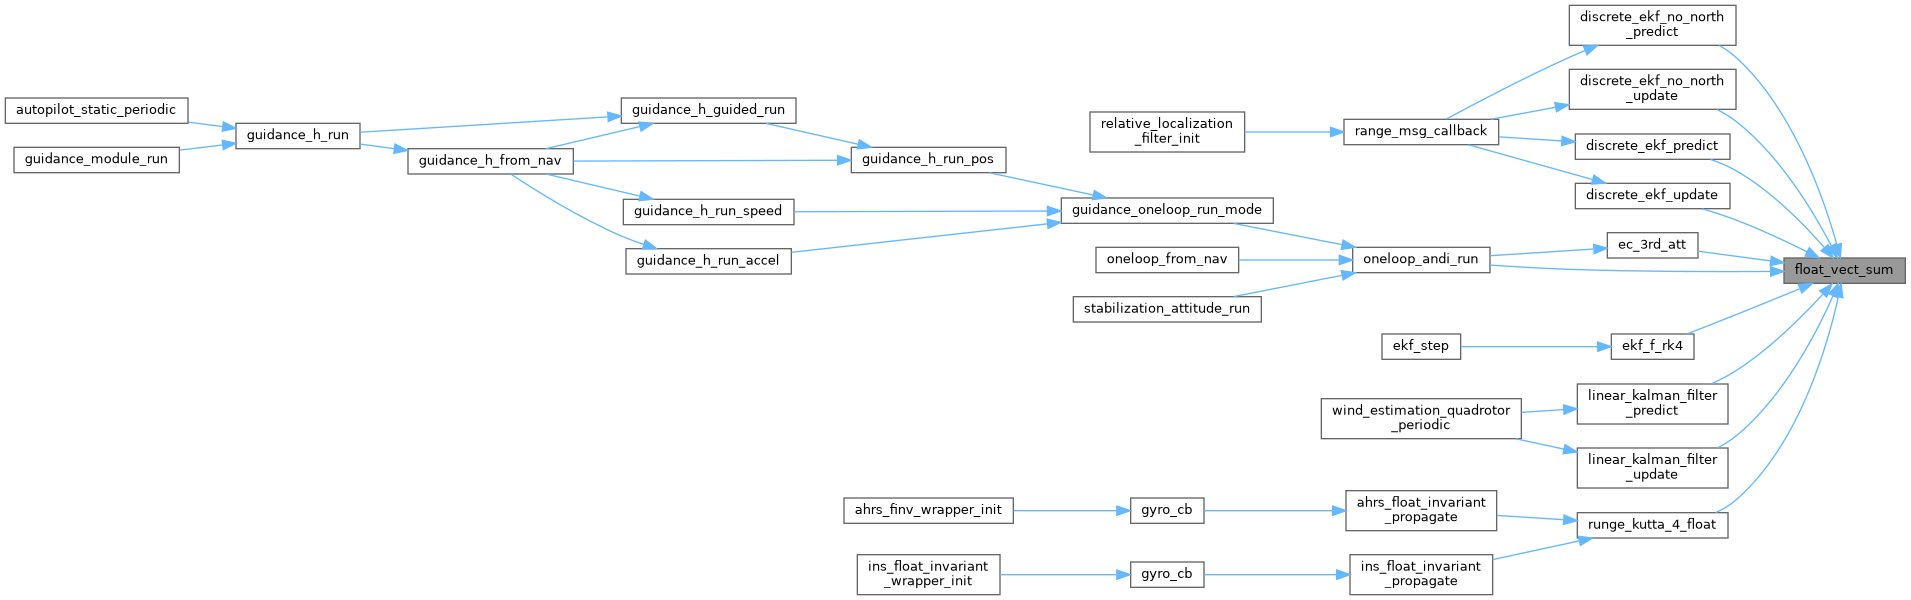 discrete_ekf_no_north
_predict
discrete_ekf_no_north
_update
autopilot_static_periodic
guidance_h_guided_run
relative_localization
_filter_init
range_msg_callback
guidance_h_run
discrete_ekf_predict
guidance_module_run
guidance_h_from_nav
guidance_h_run_pos
discrete_ekf_update
guidance_h_run_speed
guidance_oneloop_run_mode
ec_3rd_att
guidance_h_run_accel
oneloop_from_nav
oneloop_andi_run
float_vect_sum
stabilization_attitude_run
ekf_step
ekf_f_rk4
linear_kalman_filter
_predict
wind_estimation_quadrotor
_periodic
linear_kalman_filter
_update
ahrs_finv_wrapper_init
gyro_cb
ahrs_float_invariant
_propagate
runge_kutta_4_float
ins_float_invariant
_wrapper_init
gyro_cb
ins_float_invariant
_propagate